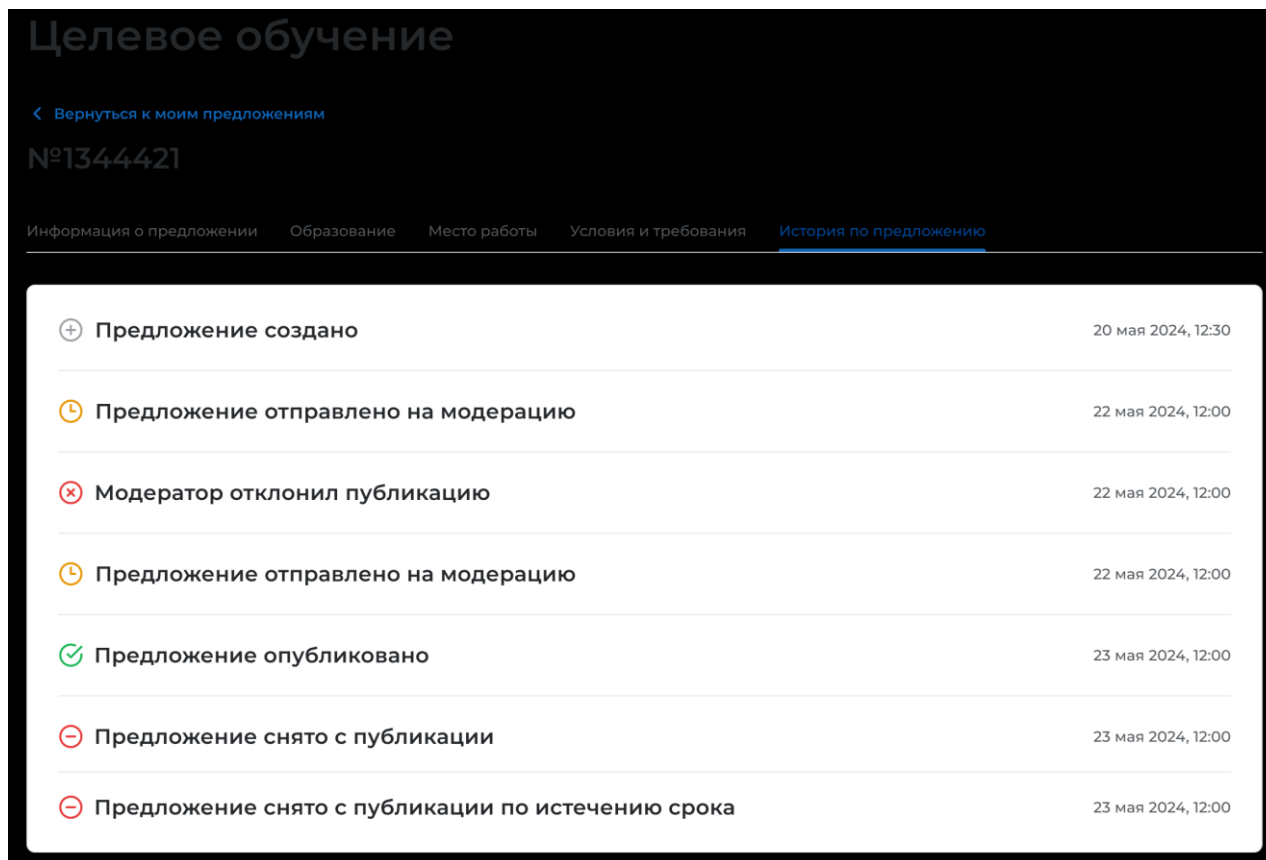 Целевое обучение
Вернуться к моим предложениям
№1344421
Информация о предложении Образование Место работы Условия и требования История по предложению
Предложение создано 20 мая 2024, 12:30
Предложение отправлено на модерацию 22 мая 2024, 12:00
Модератор отклонил публикацию 22 мая 2024, 12:00
Предложение отправлено на модерацию 22 мая 2024, 12:00
Предложение опубликовано 23 мая 2024, 12:00
Предложение снято с публикации 23 мая 2024, 12:00
Предложение снято с публикации по истечению срока 23 мая 2024, 12:00